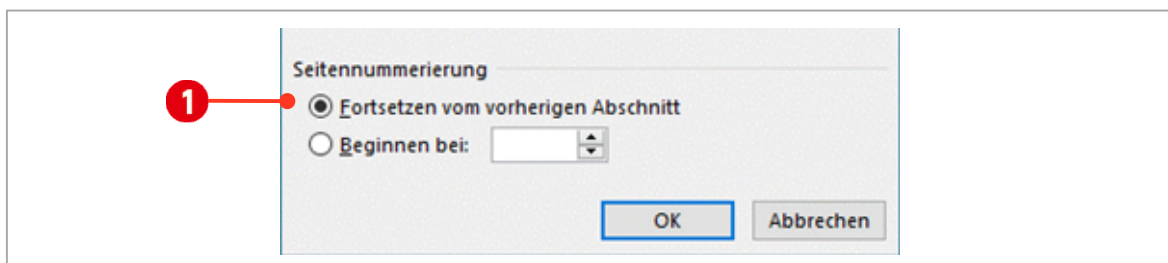 Seitennummerierung
1
Fortsetzen vom vorherigen Abschnitt
Beginnen bei:
OK Abbrechen